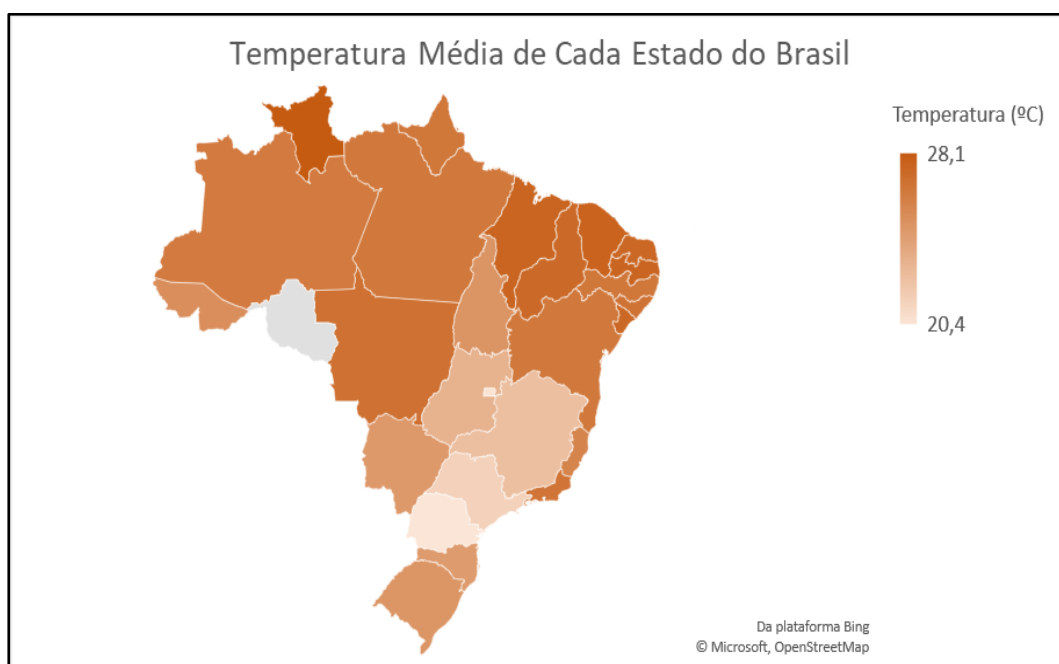 Temperatura Média de Cada Estado do Brasil
Temperatura (ºC)
28,1
20,4
Da plataforma Bing
© Microsoft, OpenStreetMap